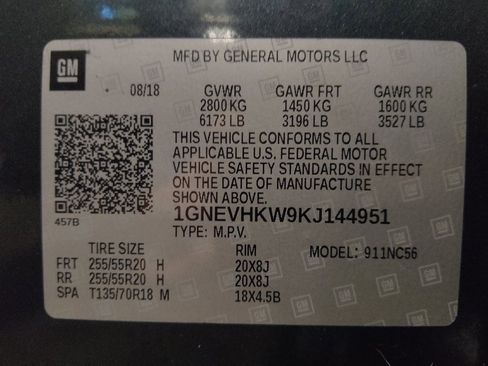 GM
MFD BY GENERAL MOTORS LLC
08/18 GVWR GAWR FRT GAWR RR
2800 KG 1450 KG 1600 KG
6173 LB 3196 LB 3527 LB
THIS VEHICLE CONFORMS TO ALL
APPLICABLE U.S. FEDERAL MOTOR
VEHICLE SAFETY STANDARDS IN EFFECT
ON THE DATE OF MANUFACTURE
SHOWN ABOVE.
457B
1GNEVHKW9KJ144951
TYPE: M.P.V.
TIRE SIZE RIM MODEL: 911NC56
FRT 255/55R20 H 20X8J
RR 255/55R20 H 20X8J
SPA T135/70R18 M 18X4.5B